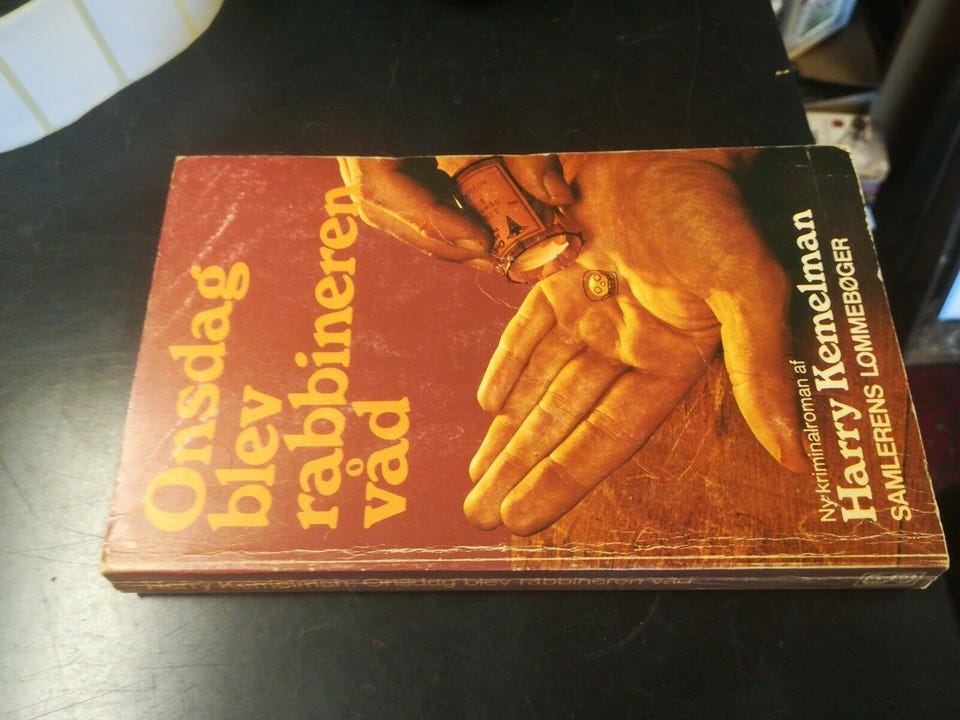 Onsdag
blev
rabbineren
våd
Ny kriminalroman af
Harry Kemelman
SAMLERENS LOMMEBØGER
Harry Kemelman: Onsdag blev rabbineren våd